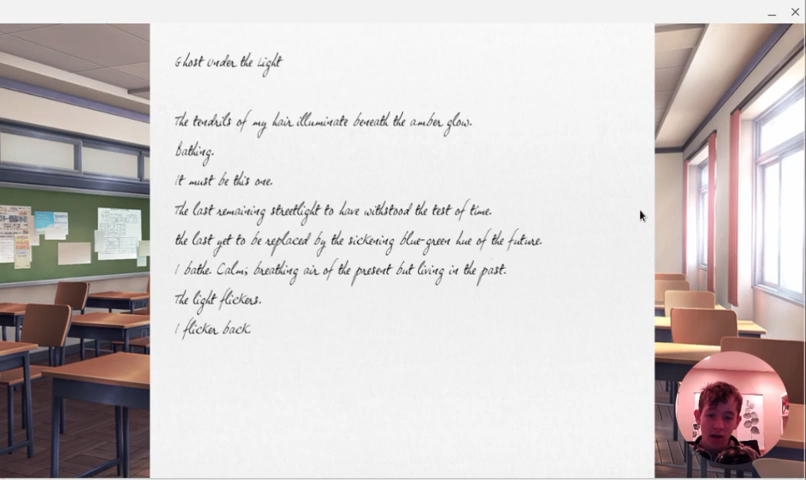 Ghost Under the Light
The tendrils of my hair illuminate beneath the amber glow.
Bathing.
It must be this one.
The last remaining streetlight to have withstood the test of time.
the last yet to be replaced by the sickening blue-green hue of the future.
I bathe. Calm; breathing air of the present but living in the past.
The light flickers.
I flicker back.